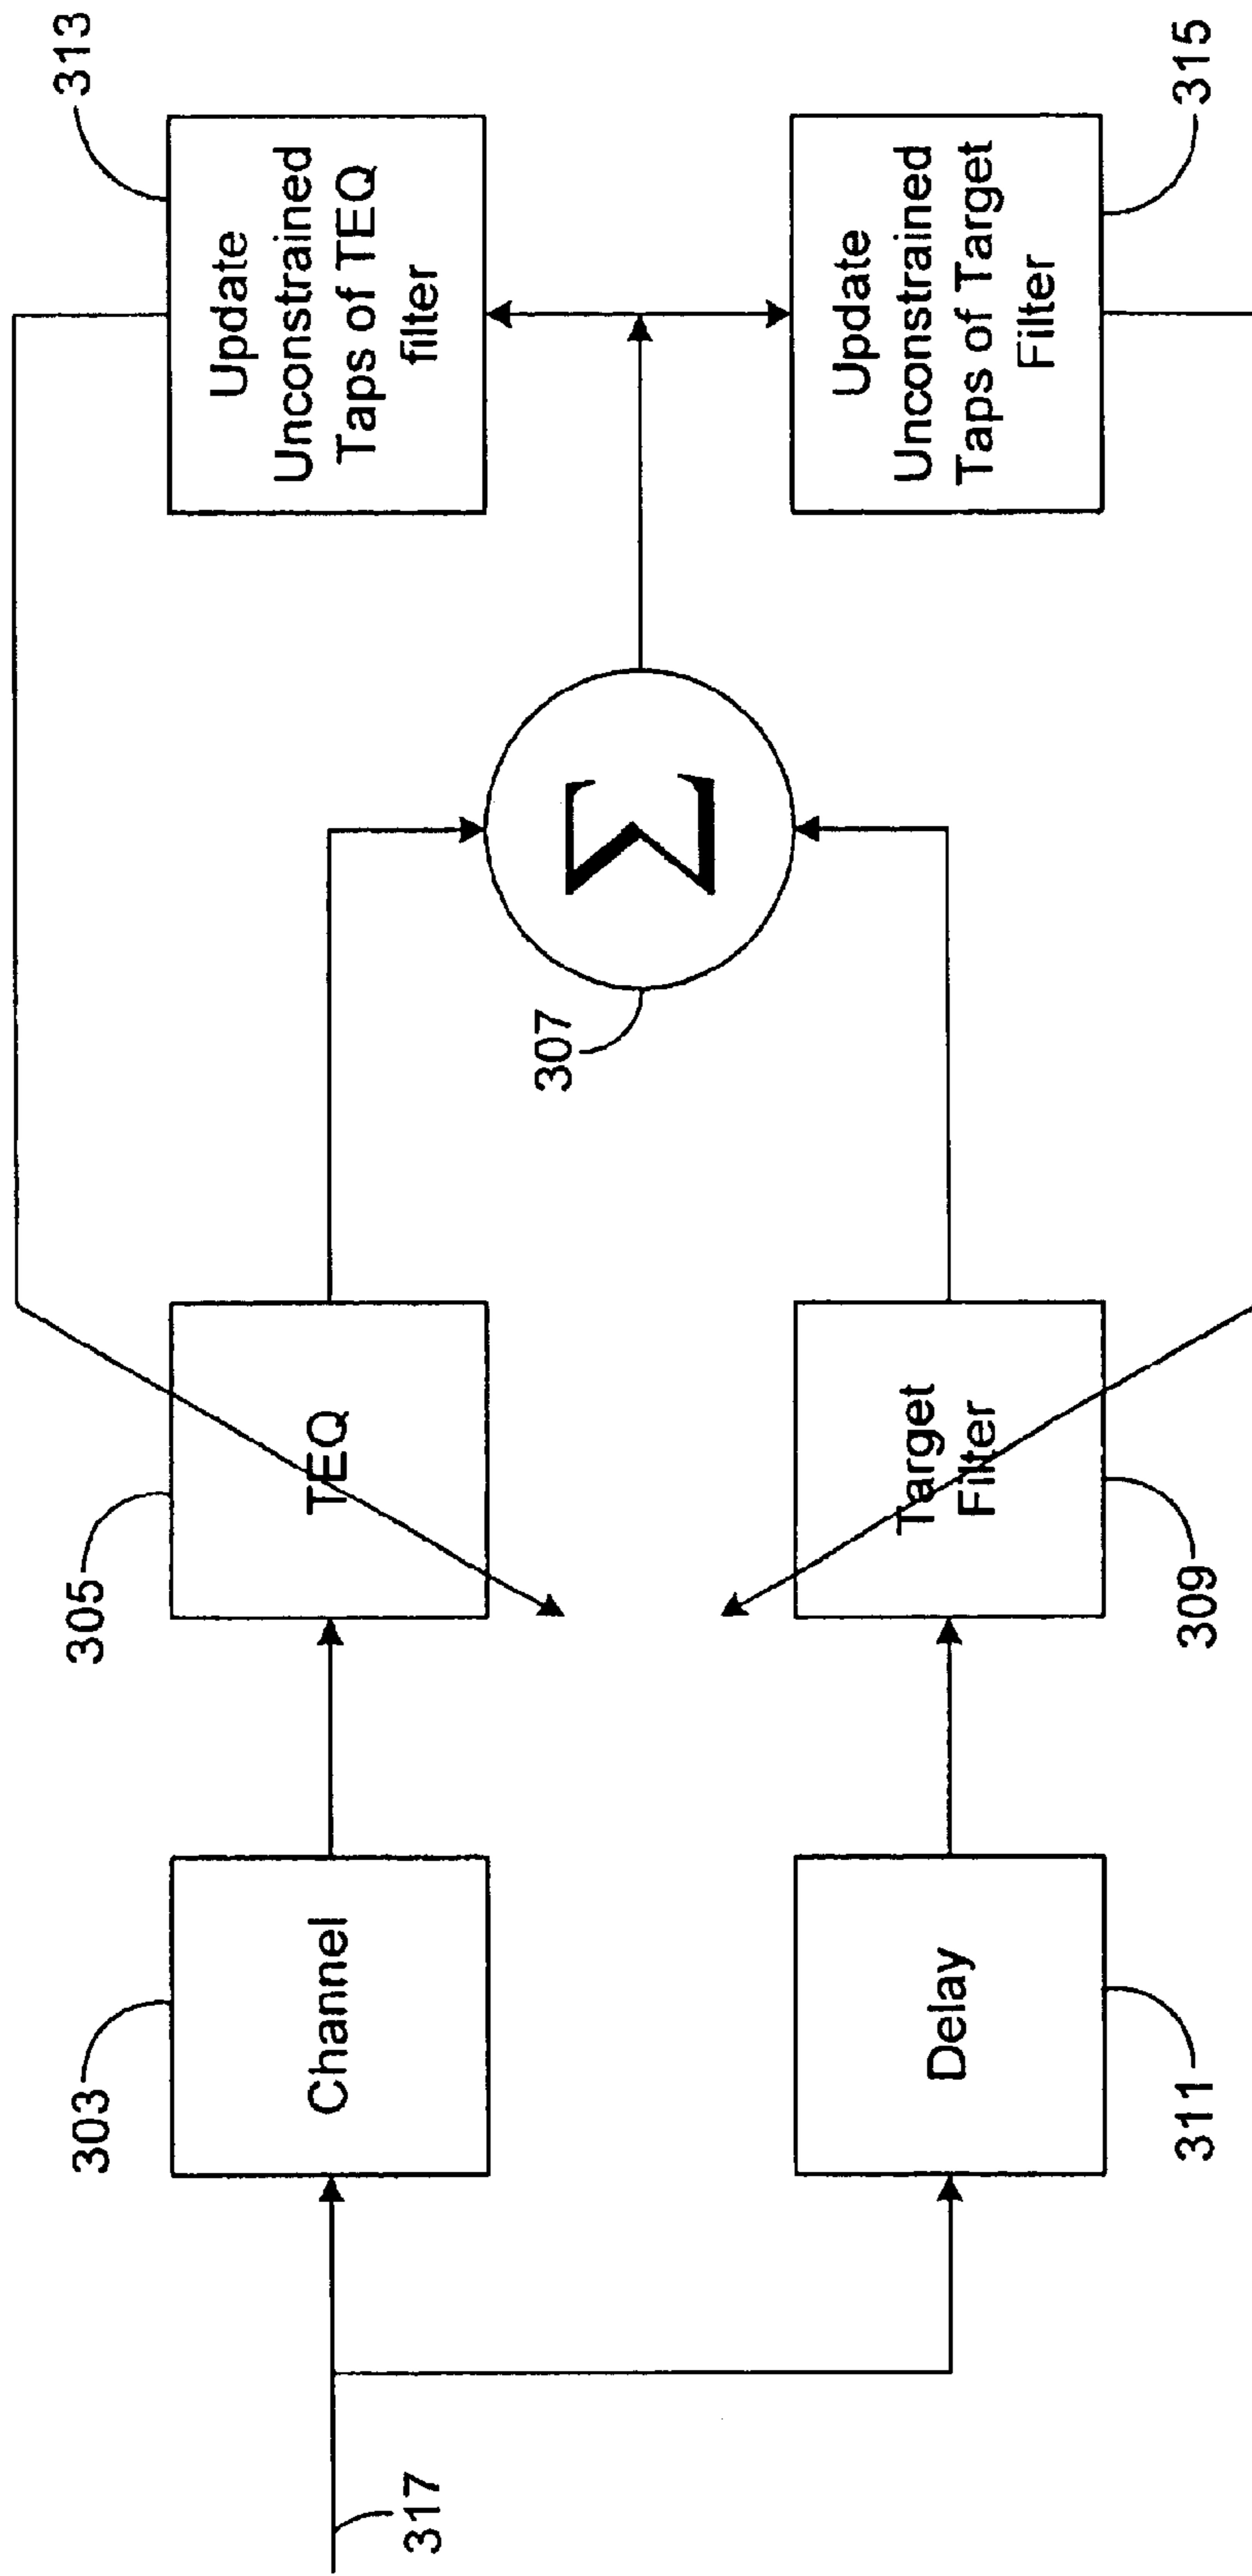 317
303
Channel
311
Delay
305
TEQ
309
Target
Filter
307
Σ
313
Update
Unconstrained
Taps of TEQ
filter
315
Update
Unconstrained
Taps of Target
Filter